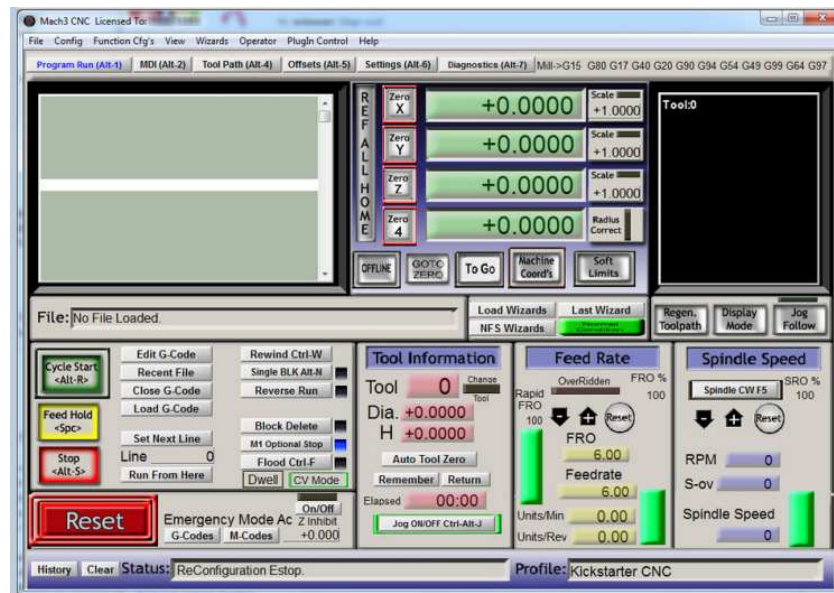 Mach3 CNC Licensed To:
File Config Function Cfg's View Wizards Operator PlugIn Control Help
Program Run (Alt-1) MDI (Alt-2) Tool Path (Alt-4) Offsets (Alt-5) Settings (Alt-6) Diagnostics (Alt-7) Mill->G15 G80 G17 G40 G20 G90 G94 G54 G49 G99 G64 G97
REF ALL HOME
Zero X +0.0000 Scale +1.0000
Zero Y +0.0000 Scale +1.0000
Zero Z +0.0000 Scale +1.0000
Zero 4 +0.0000 Radius Correct
OFFLINE GOTO ZERO To Go Machine Coord's Soft Limits
Tool:0
File: No File Loaded.
Load Wizards Last Wizard
NFS Wizards
Regen. Toolpath Display Mode Jog Follow
Cycle Start <Alt-R>
Feed Hold <Spc>
Stop <Alt-S>
Edit G-Code Rewind Ctrl-W
Recent File Single BLK Alt-N
Close G-Code Reverse Run
Load G-Code
Block Delete
Set Next Line M1 Optional Stop
Line 0 Flood Ctrl-F
Run From Here Dwell CV Mode
Reset
Emergency Mode Ac
G-Codes M-Codes
On/Off
Z Inhibit
+0.000
Tool Information
Tool 0 Change Tool
Dia. +0.0000
H +0.0000
Auto Tool Zero
Remember Return
Elapsed 00:00
Jog ON/OFF Ctrl-Alt-J
Feed Rate
OverRidden FRO %
100
Rapid FRO
100
Reset
FRO
6.00
Feedrate
6.00
Units/Min 0.00
Units/Rev 0.00
Spindle Speed
Spindle CW F5 SRO %
100
Reset
RPM 0
S-ov 0
Spindle Speed
0
History Clear Status: ReConfiguration Estop. Profile: Kickstarter CNC